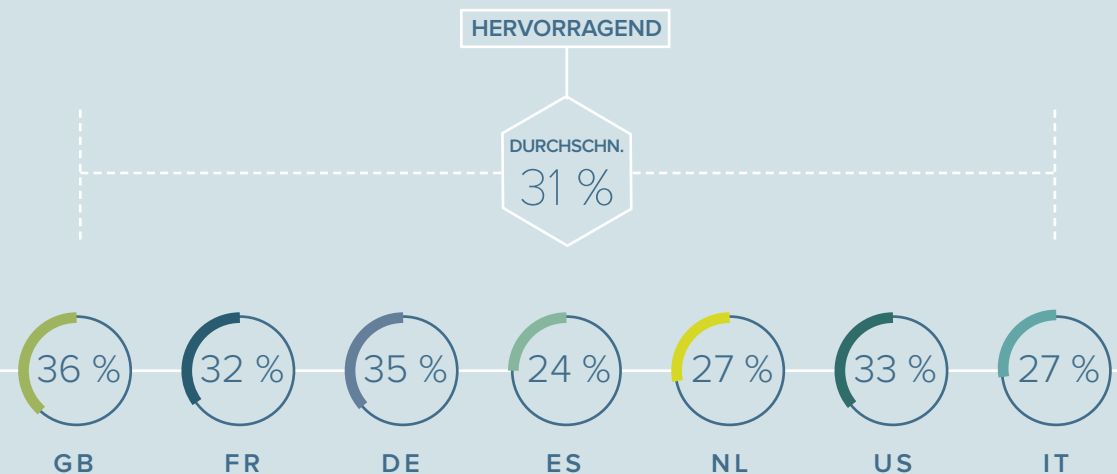 HERVORRAGEND
DURCHSCHN.
31 %
36 % 32 % 35 % 24 % 27 % 33 % 27 %
GB FR DE ES NL US IT